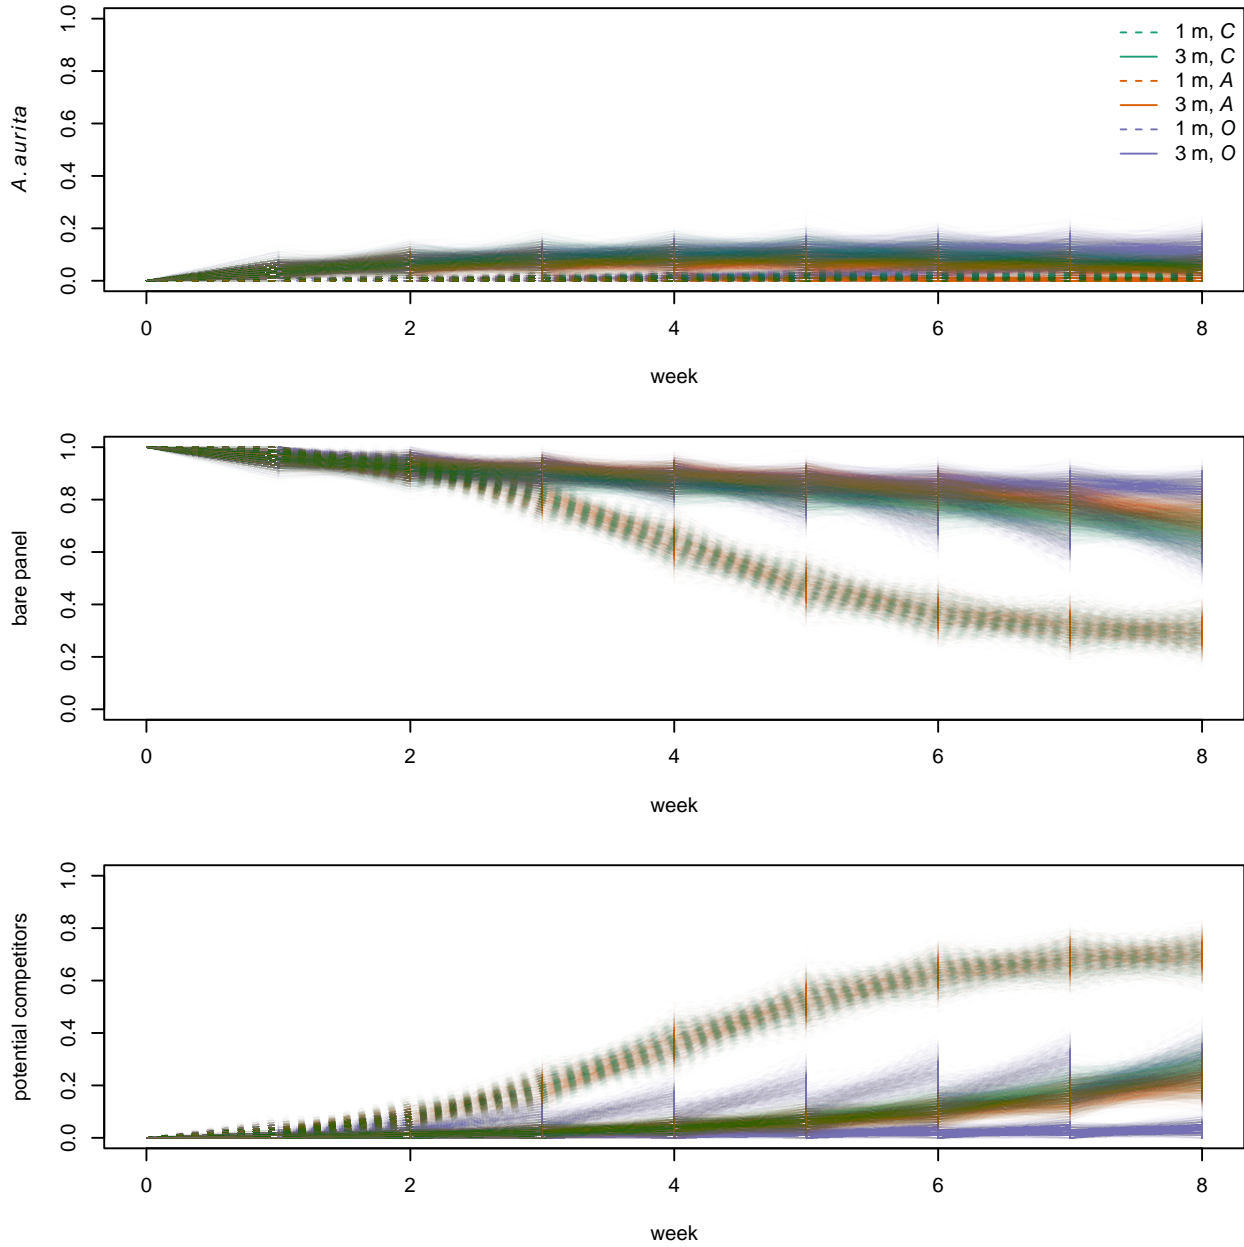 A. aurita
0.0 0.2 0.4 0.6 0.8 1.0
1 m, C
3 m, C
1 m, A
3 m, A
1 m, O
3 m, O
0 2 4 6 8
week
bare panel
0.0 0.2 0.4 0.6 0.8 1.0
0 2 4 6 8
week
potential competitors
0.0 0.2 0.4 0.6 0.8 1.0
0 2 4 6 8
week